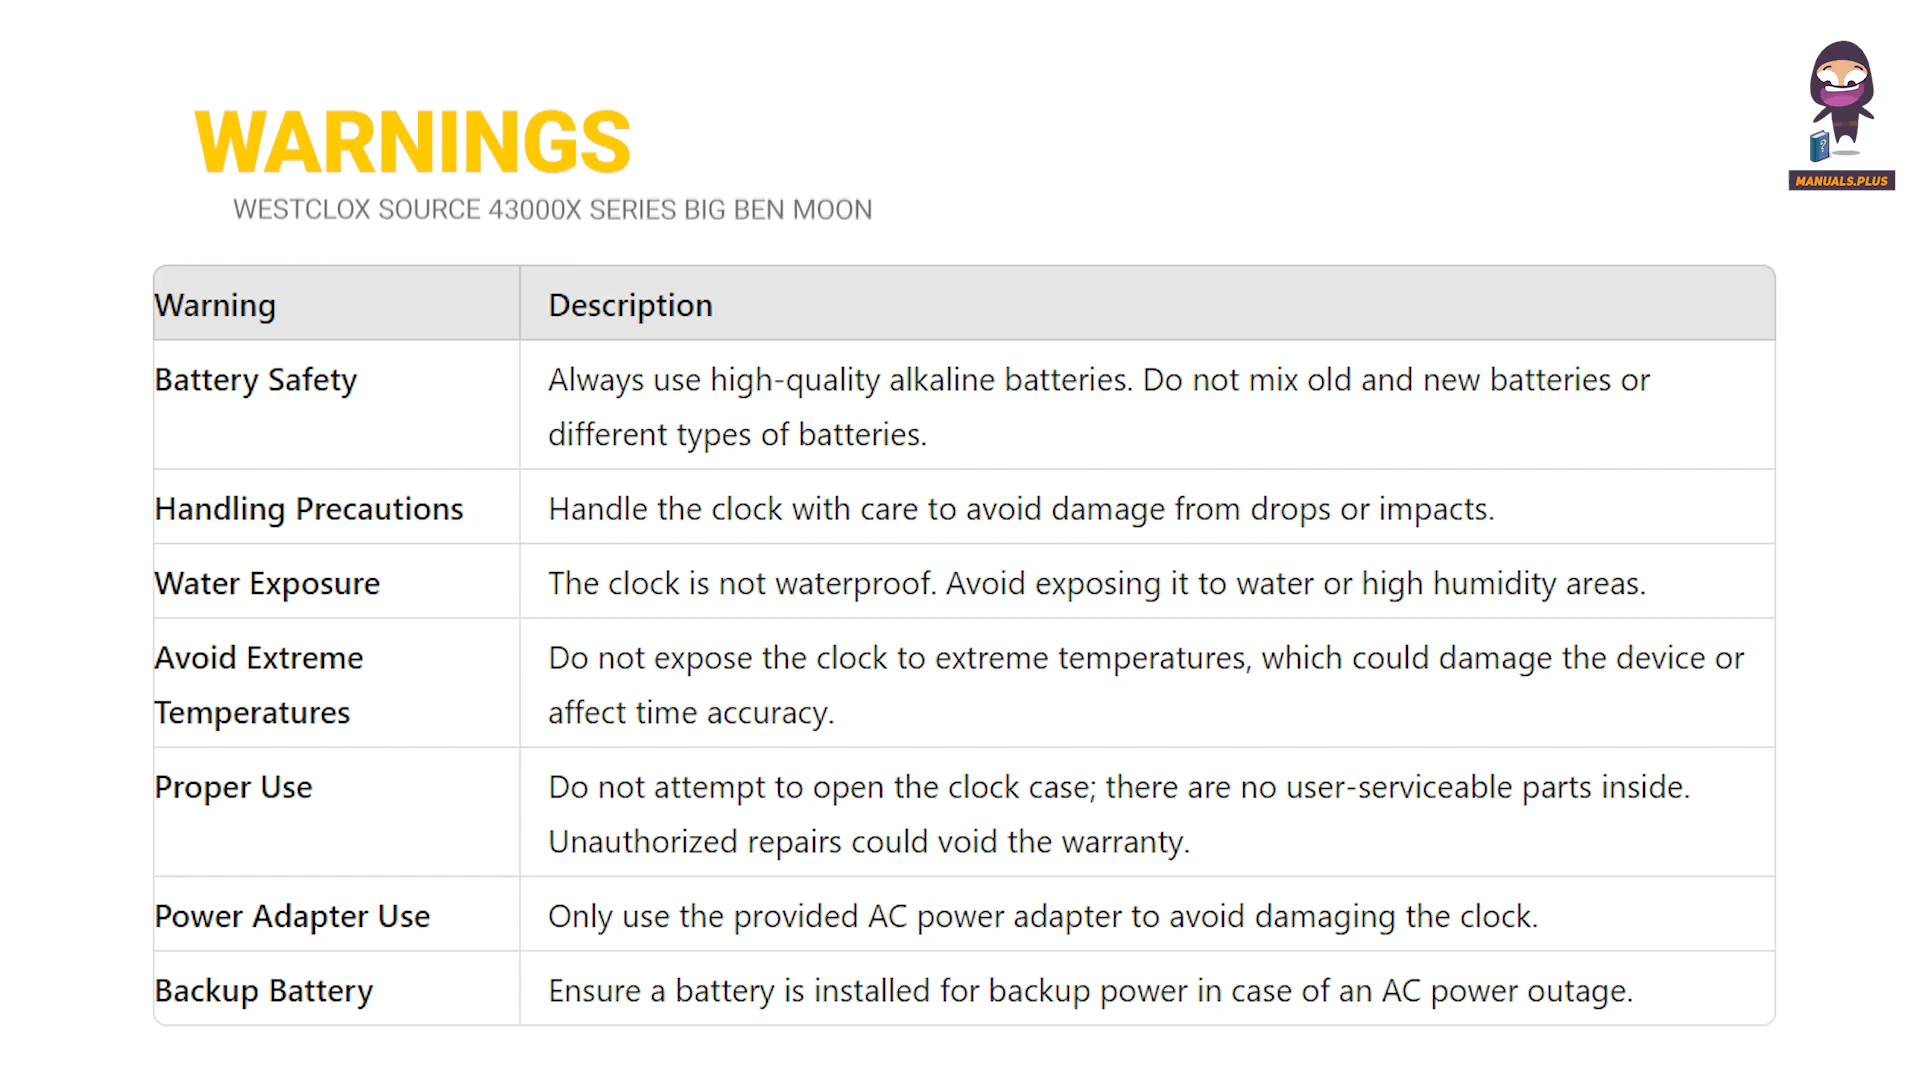 WARNINGS
WESTCLOX SOURCE 43000X SERIES BIG BEN MOON
?
MANUALS.PLUS
Warning
Description
Battery Safety
Always use high-quality alkaline batteries. Do not mix old and new batteries or
different types of batteries.
Handling Precautions
Handle the clock with care to avoid damage from drops or impacts.
Water Exposure
The clock is not waterproof. Avoid exposing it to water or high humidity areas.
Avoid Extreme
Temperatures
Do not expose the clock to extreme temperatures, which could damage the device or
affect time accuracy.
Proper Use
Do not attempt to open the clock case; there are no user-serviceable parts inside.
Unauthorized repairs could void the warranty.
Power Adapter Use
Only use the provided AC power adapter to avoid damaging the clock.
Backup Battery
Ensure a battery is installed for backup power in case of an AC power outage.